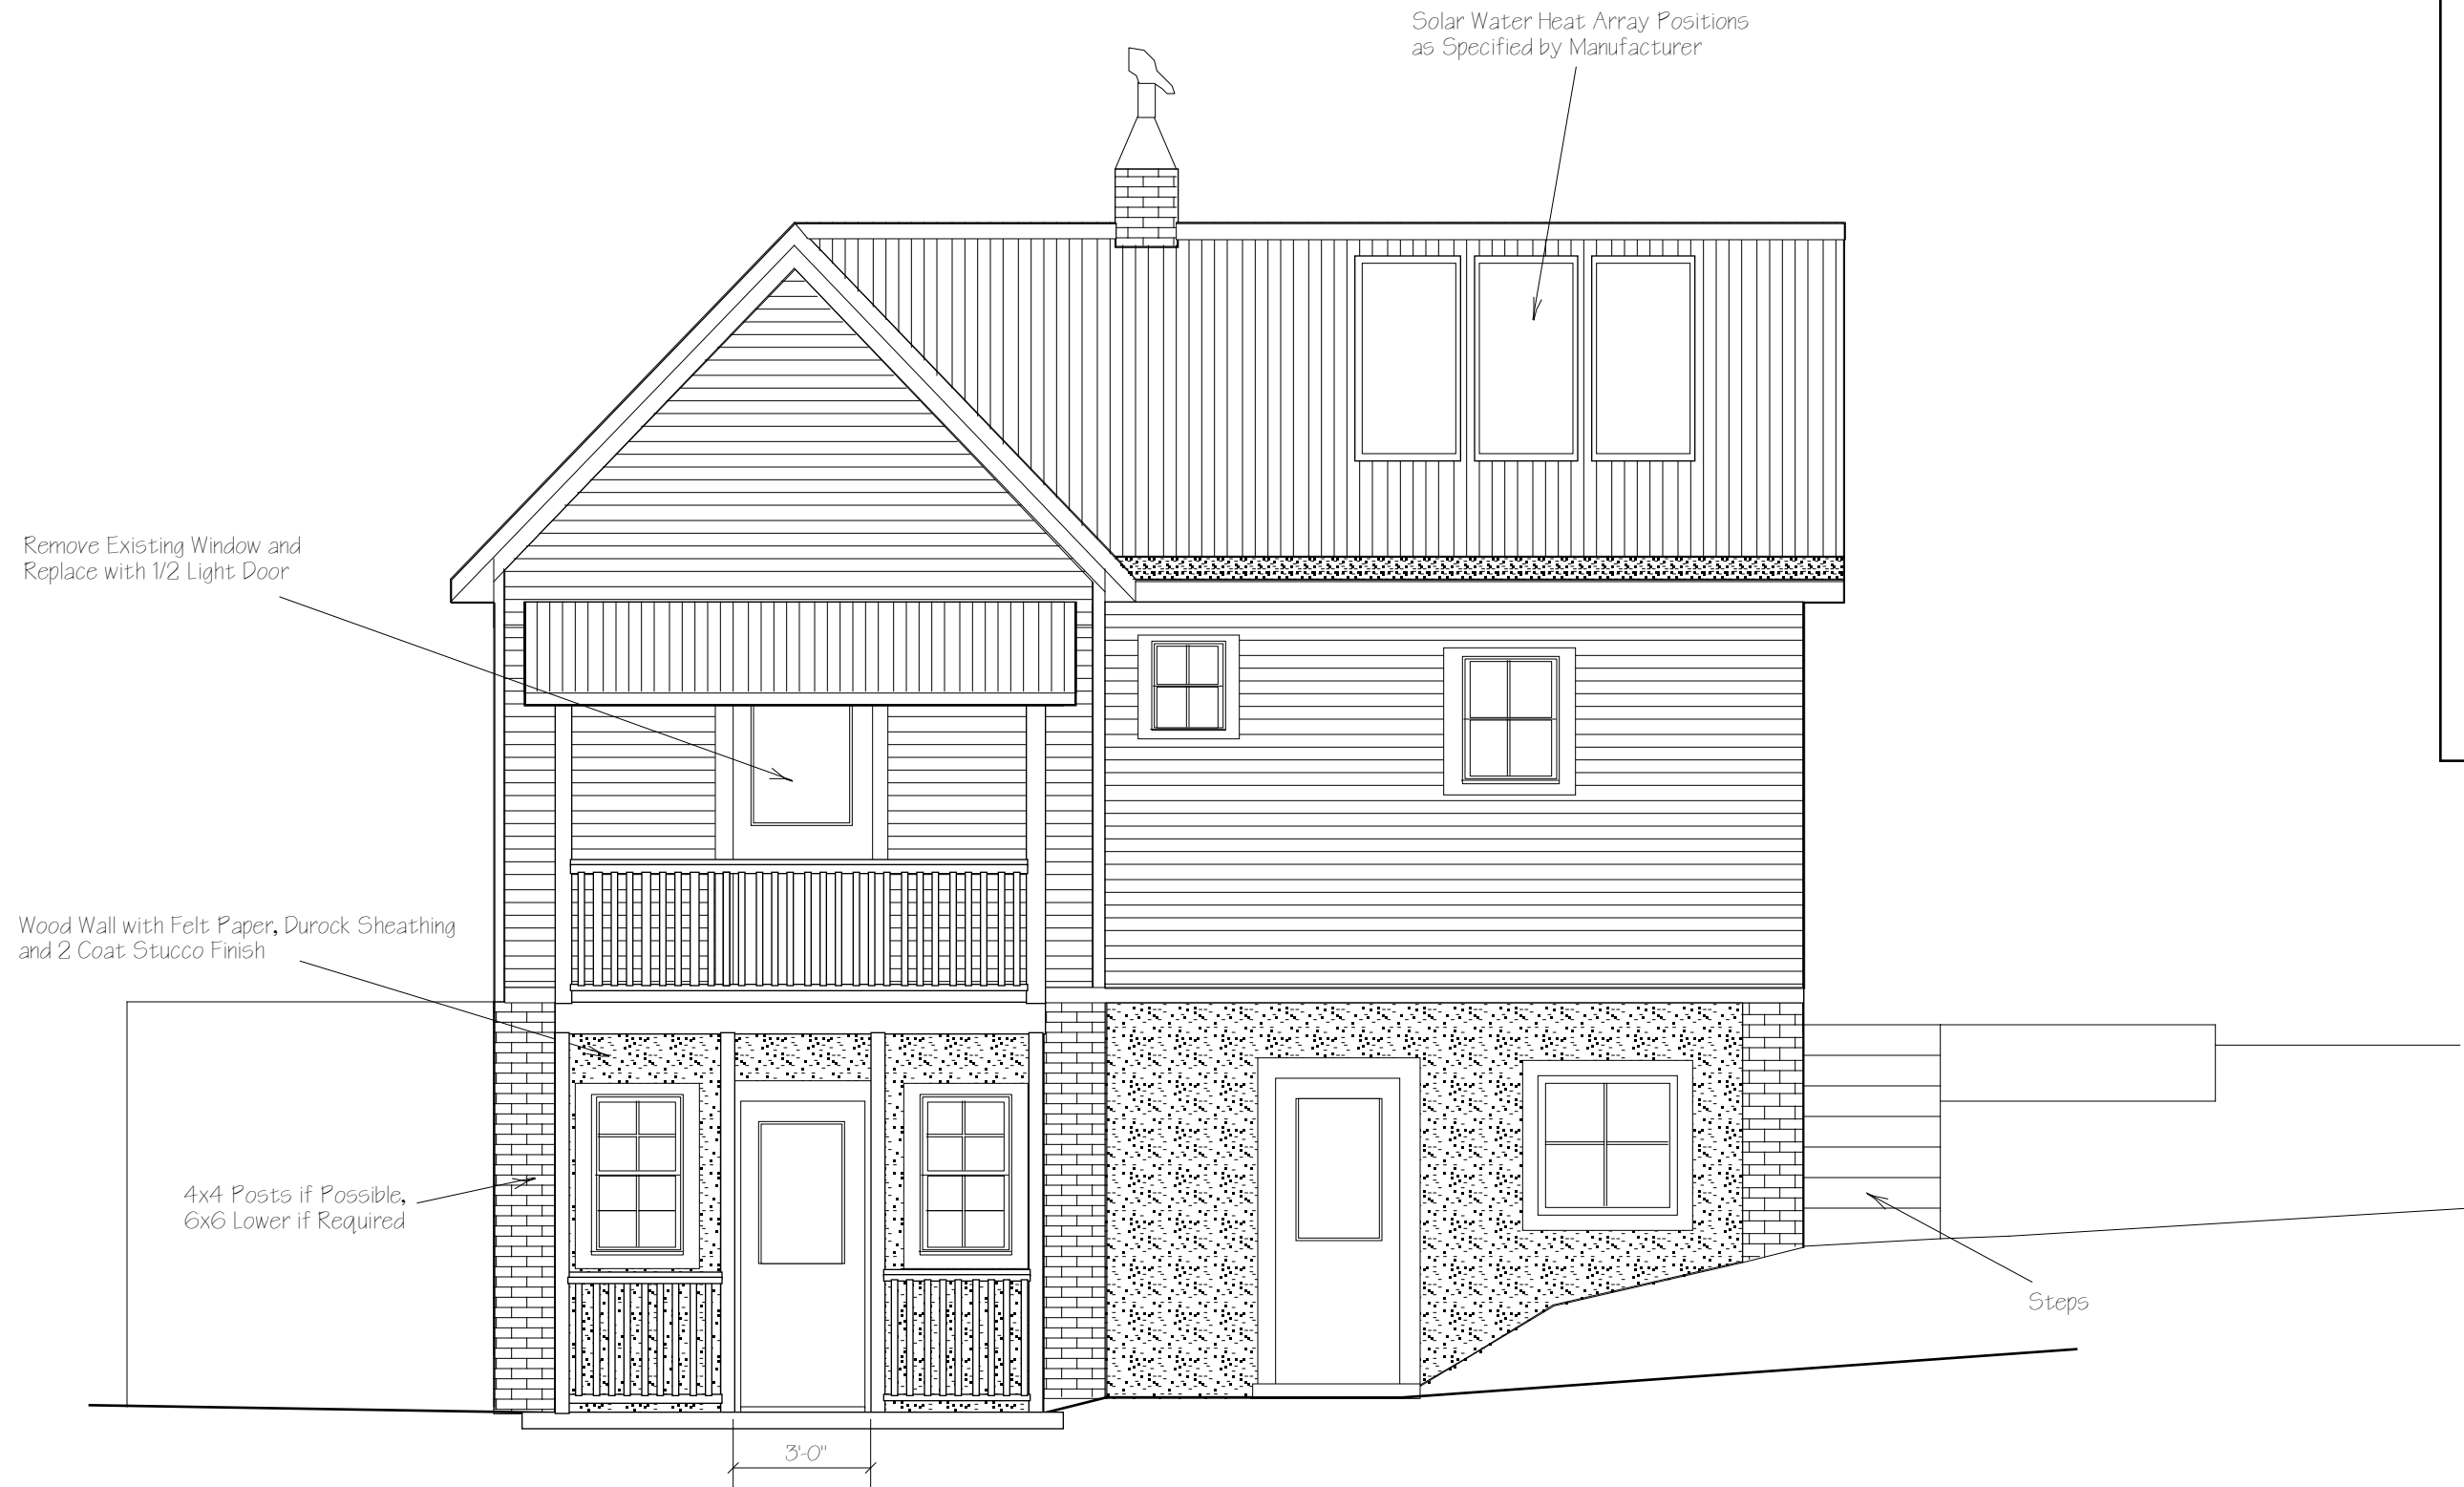 Solar Water Heat Array Positions
as Specified by Manufacturer
Remove Existing Window and
Replace with 1/2 Light Door
Wood Wall with Felt Paper, Durock Sheathing
and 2 Coat Stucco Finish
4x4 Posts if Possible,
6x6 Lower if Required
Steps
3'-0"